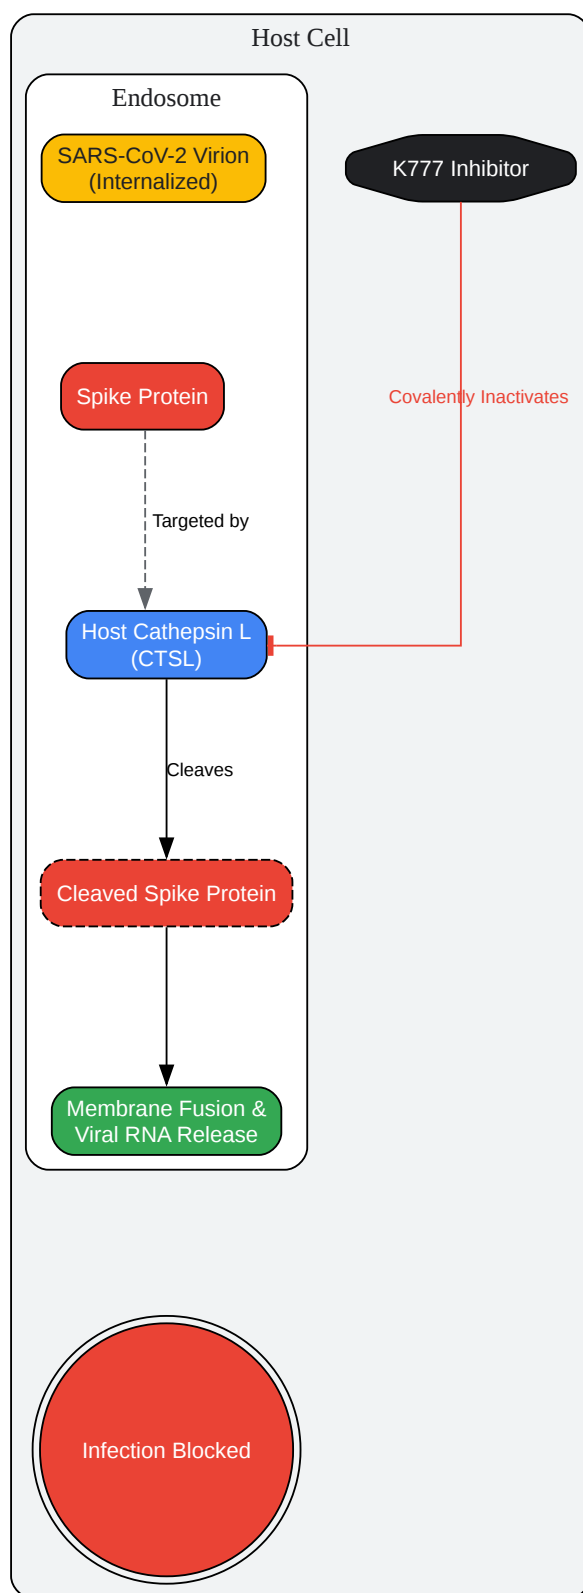 Host Cell
Endosome
SARS-CoV-2 Virion
(Internalized)
K777 Inhibitor
Spike Protein
Covalently Inactivates
Targeted by
Host Cathepsin L
(CTSL)
Cleaves
Cleaved Spike Protein
Membrane Fusion &
Viral RNA Release
Infection Blocked